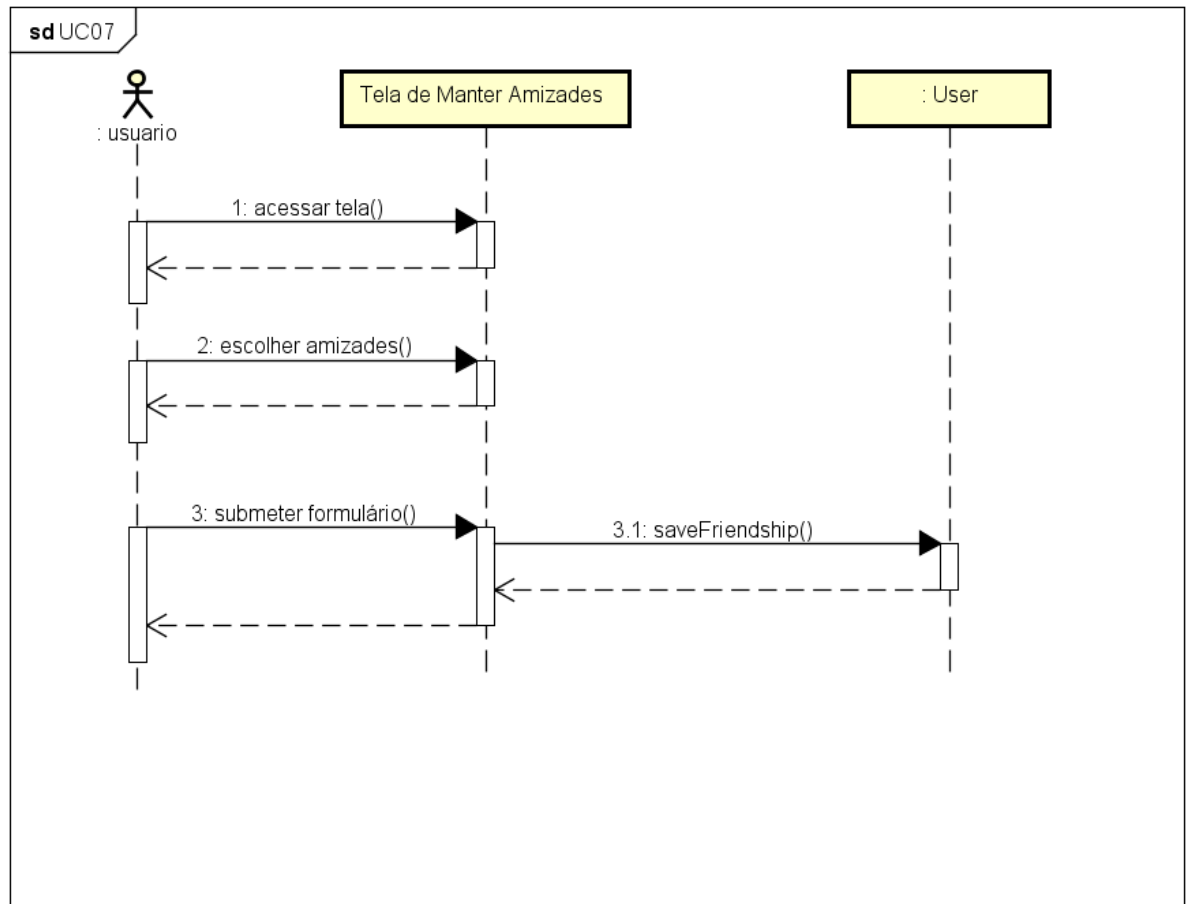 sd UC07
: usuario
Tela de Manter Amizades
: User
1: acessar tela()
2: escolher amizades()
3: submeter formulário()
3.1: saveFriendship()